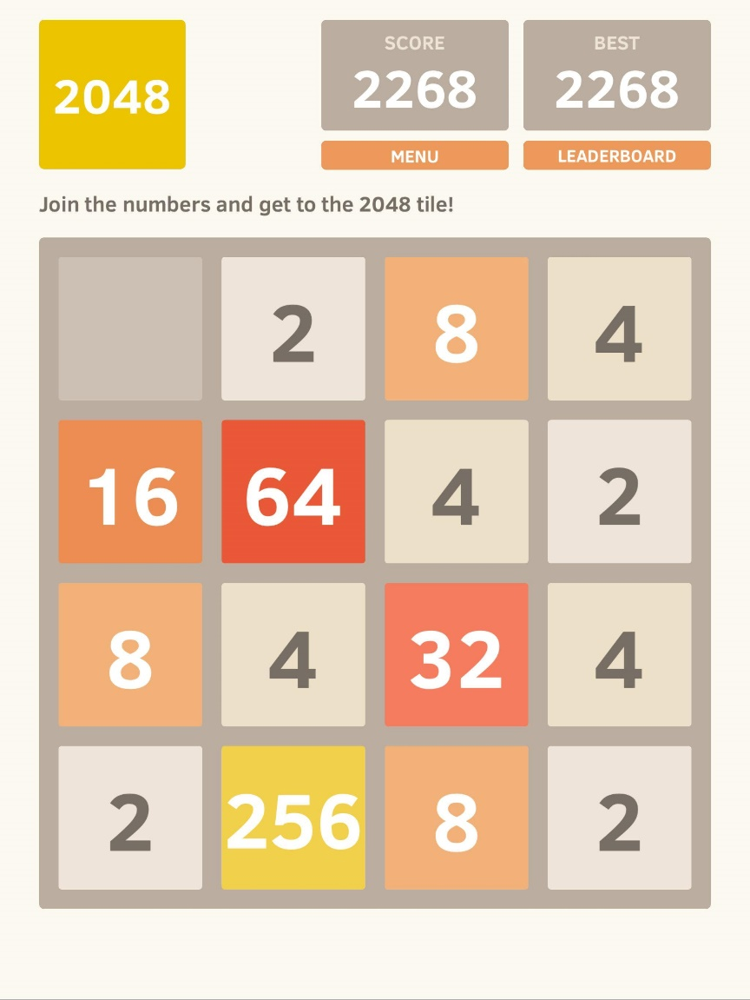 2048
SCORE
2268
BEST
2268
MENU
LEADERBOARD
Join the numbers and get to the 2048 tile!
2 8 4
16 64 4 2
8 4 32 4
2 256 8 2